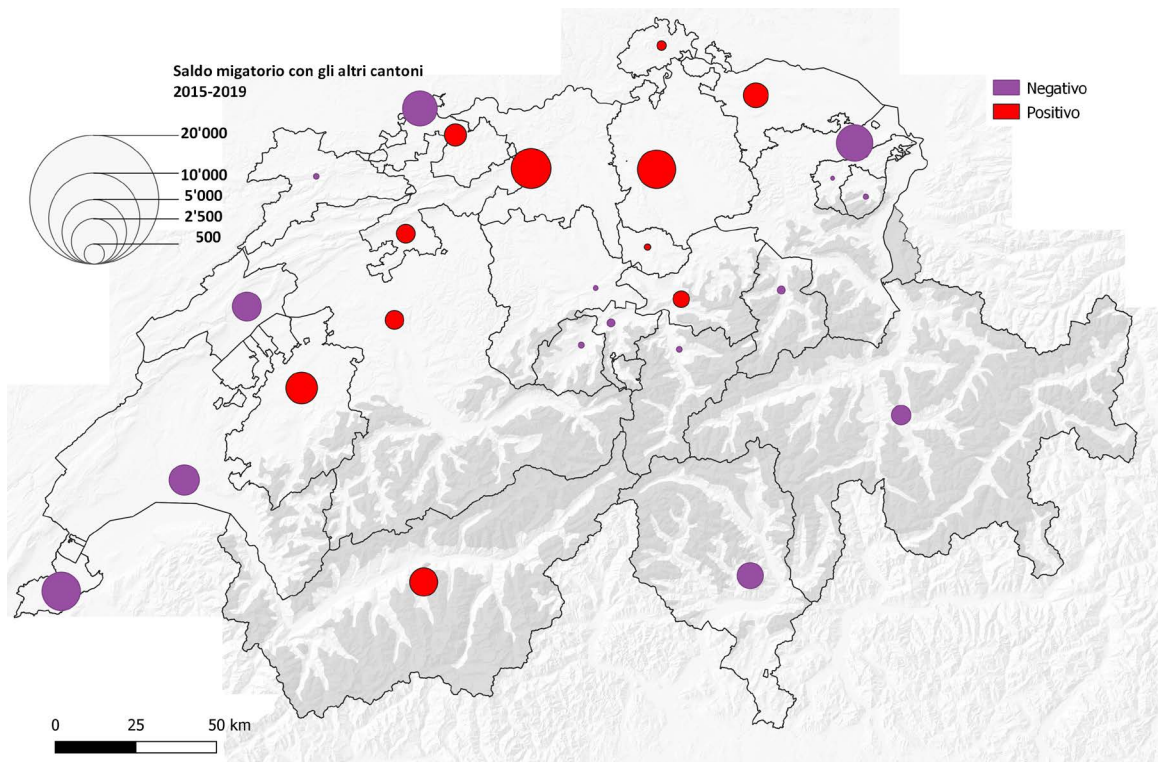 Saldo migatorio con gli altri cantoni
2015-2019
20'000
10'000
5'000
2'500
500
Negativo
Positivo
0 25 50 km